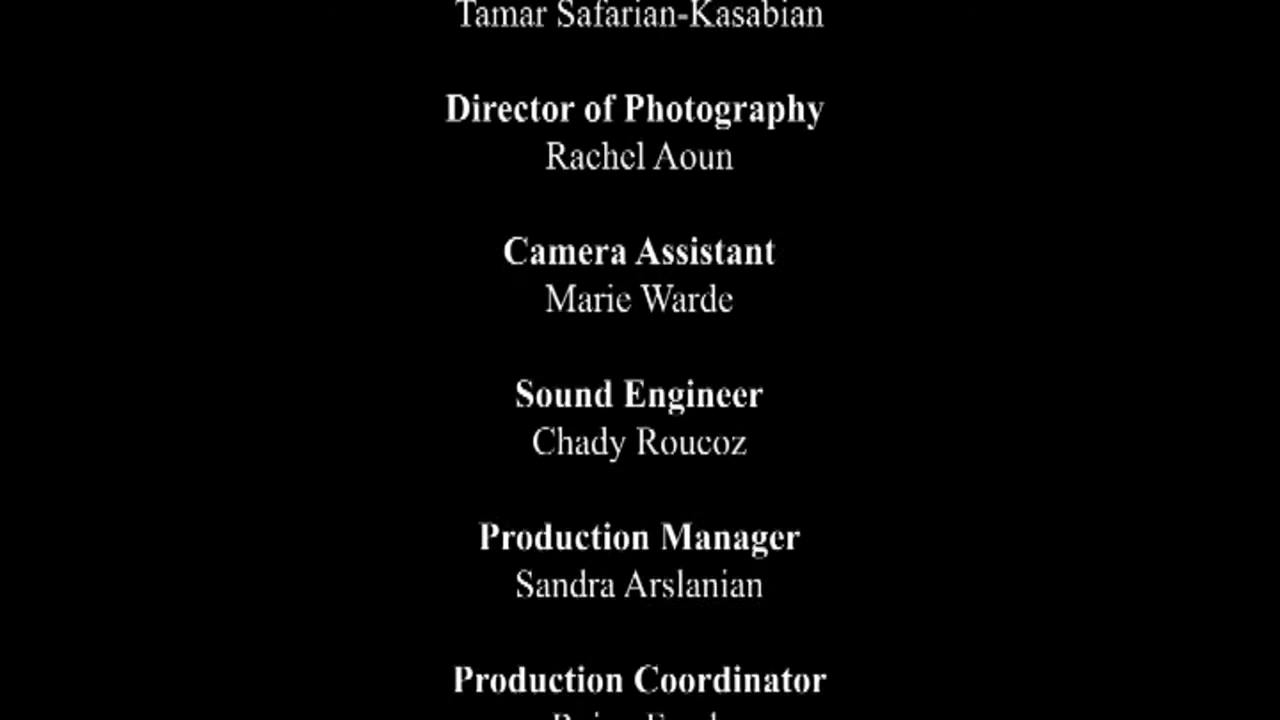 Tamar Safarian-Kasabian
Director of Photography
Rachel Aoun
Camera Assistant
Marie Warde
Sound Engineer
Chady Roucoz
Production Manager
Sandra Arslanian
Production Coordinator